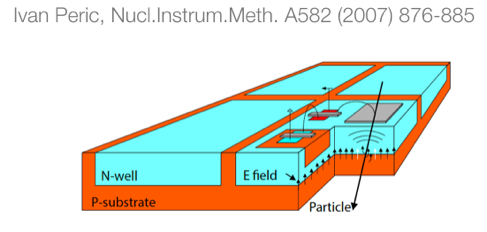 Ivan Peric, Nucl.Instrum.Meth. A582 (2007) 876-885
N-well
E field
P-substrate
Particle